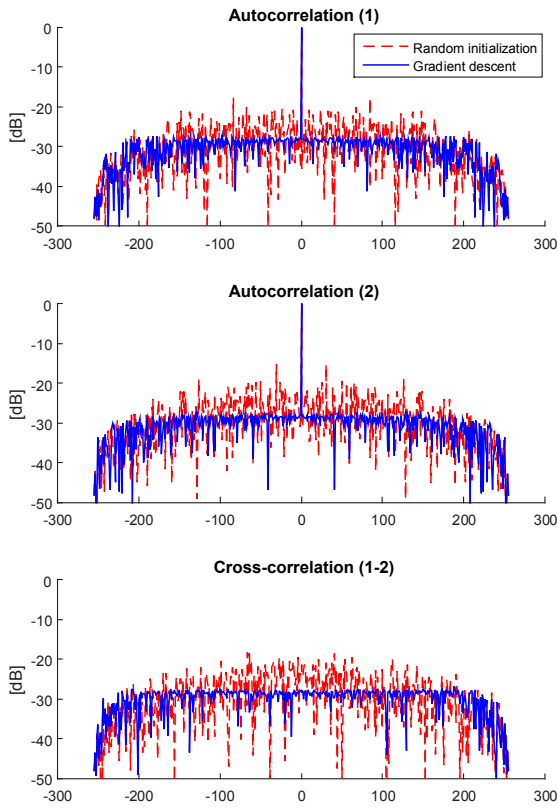 Autocorrelation (1)
0
-10
-20
-30
-40
-50
[dB]
Random initialization
Gradient descent
-300 -200 -100 0 100 200 300
Autocorrelation (2)
0
-10
-20
-30
-40
-50
[dB]
-300 -200 -100 0 100 200 300
Cross-correlation (1-2)
0
-10
-20
-30
-40
-50
[dB]
-300 -200 -100 0 100 200 300